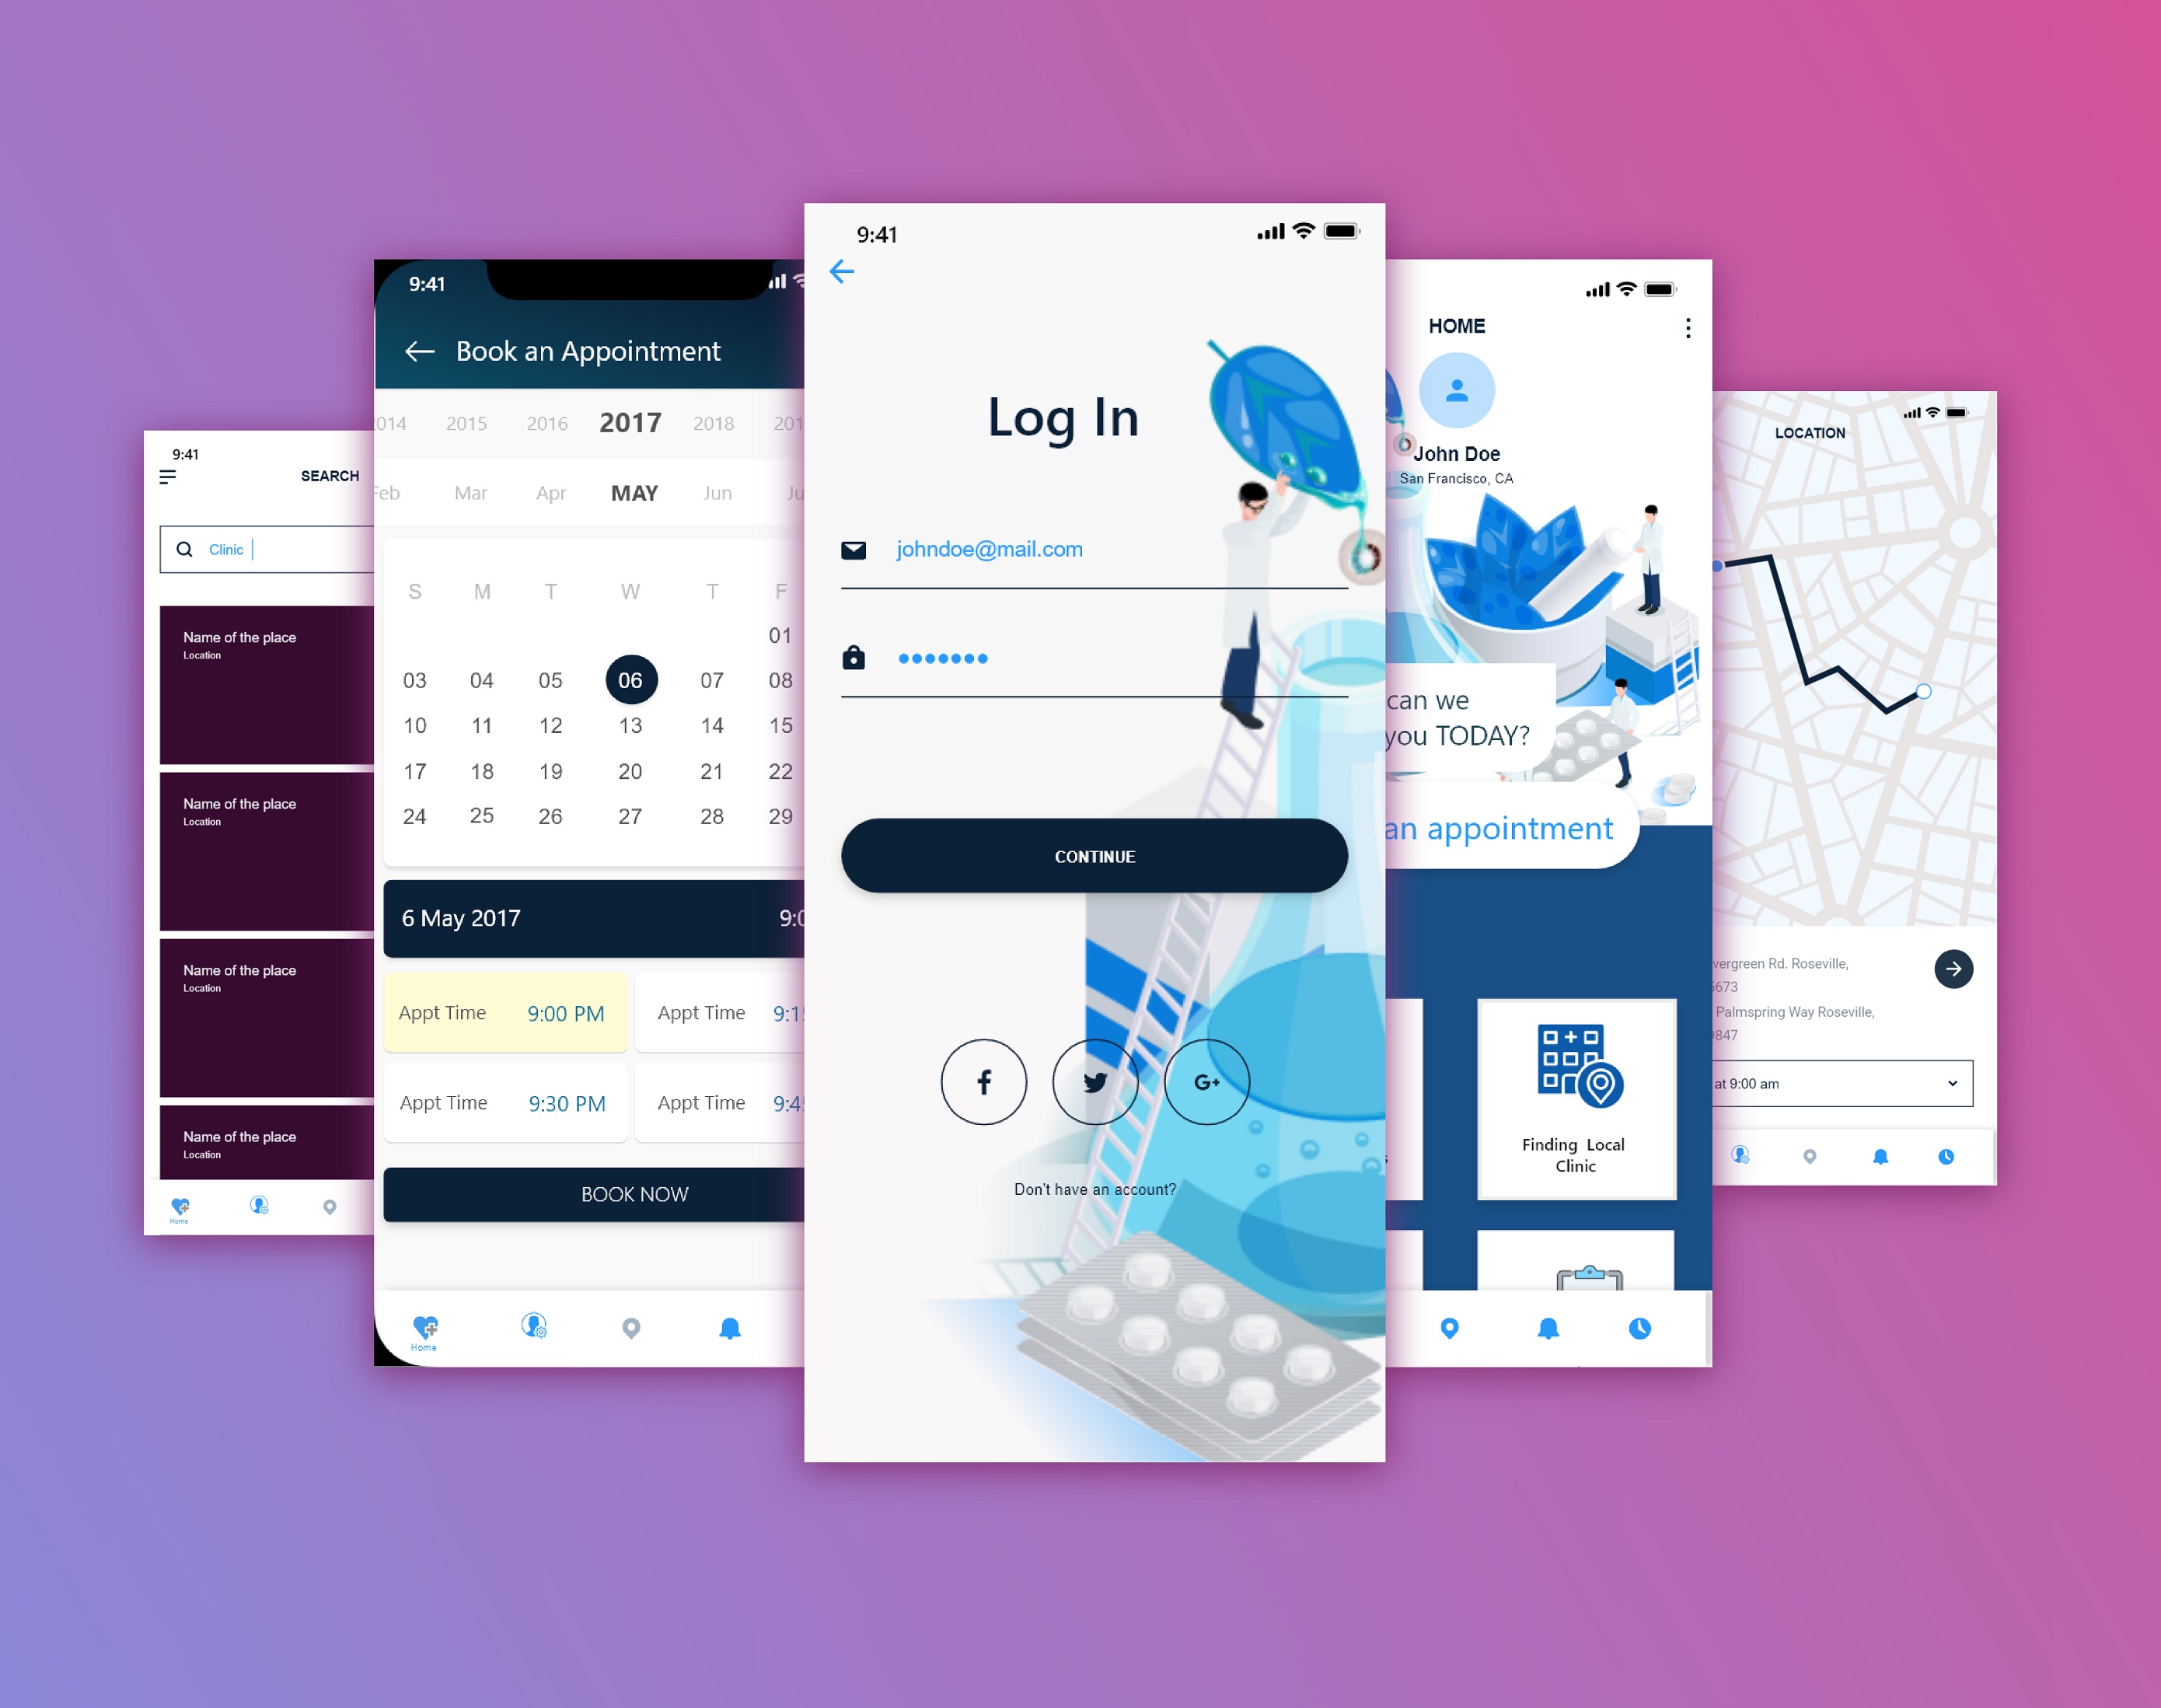 9:41
SEARCH
Clinic
Name of the place
Location
Name of the place
Location
Name of the place
Location
Name of the place
Location
Home
9:41
Book an Appointment
014 2015 2016 2017 2018 201
Feb Mar Apr MAY Jun Ju
S M T W T F
01
03 04 05 06 07 08
10 11 12 13 14 15
17 18 19 20 21 22
24 25 26 27 28 29
6 May 2017 9:0
Appt Time 9:00 PM Appt Time 9:15
Appt Time 9:30 PM Appt Time 9:45
BOOK NOW
Home
9:41
Log In
johndoe@mail.com
CONTINUE
f
G+
Don't have an account?
HOME
John Doe
San Francisco, CA
can we
you TODAY?
an appointment
s
Finding Local
Clinic
LOCATION
vergreen Rd. Roseville,
5673
Palmspring Way Roseville,
9847
at 9:00 am